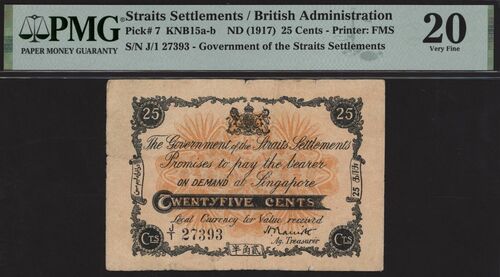 PMG
PAPER MONEY GUARANTY
Straits Settlements / British Administration
Pick# 7 KNB15a-b ND (1917) 25 Cents - Printer: FMS
S/N J/1 27393 - Government of the Straits Settlements
20
Very Fine
25
25
The Government of the Straits Settlements
Promises to pay the bearer
ON DEMAND at Singapore
TWENTYFIVE CENTS
Local Currency for Value received
J/1 27393
Ag. Treasurer
CTS
CTS
半角貳